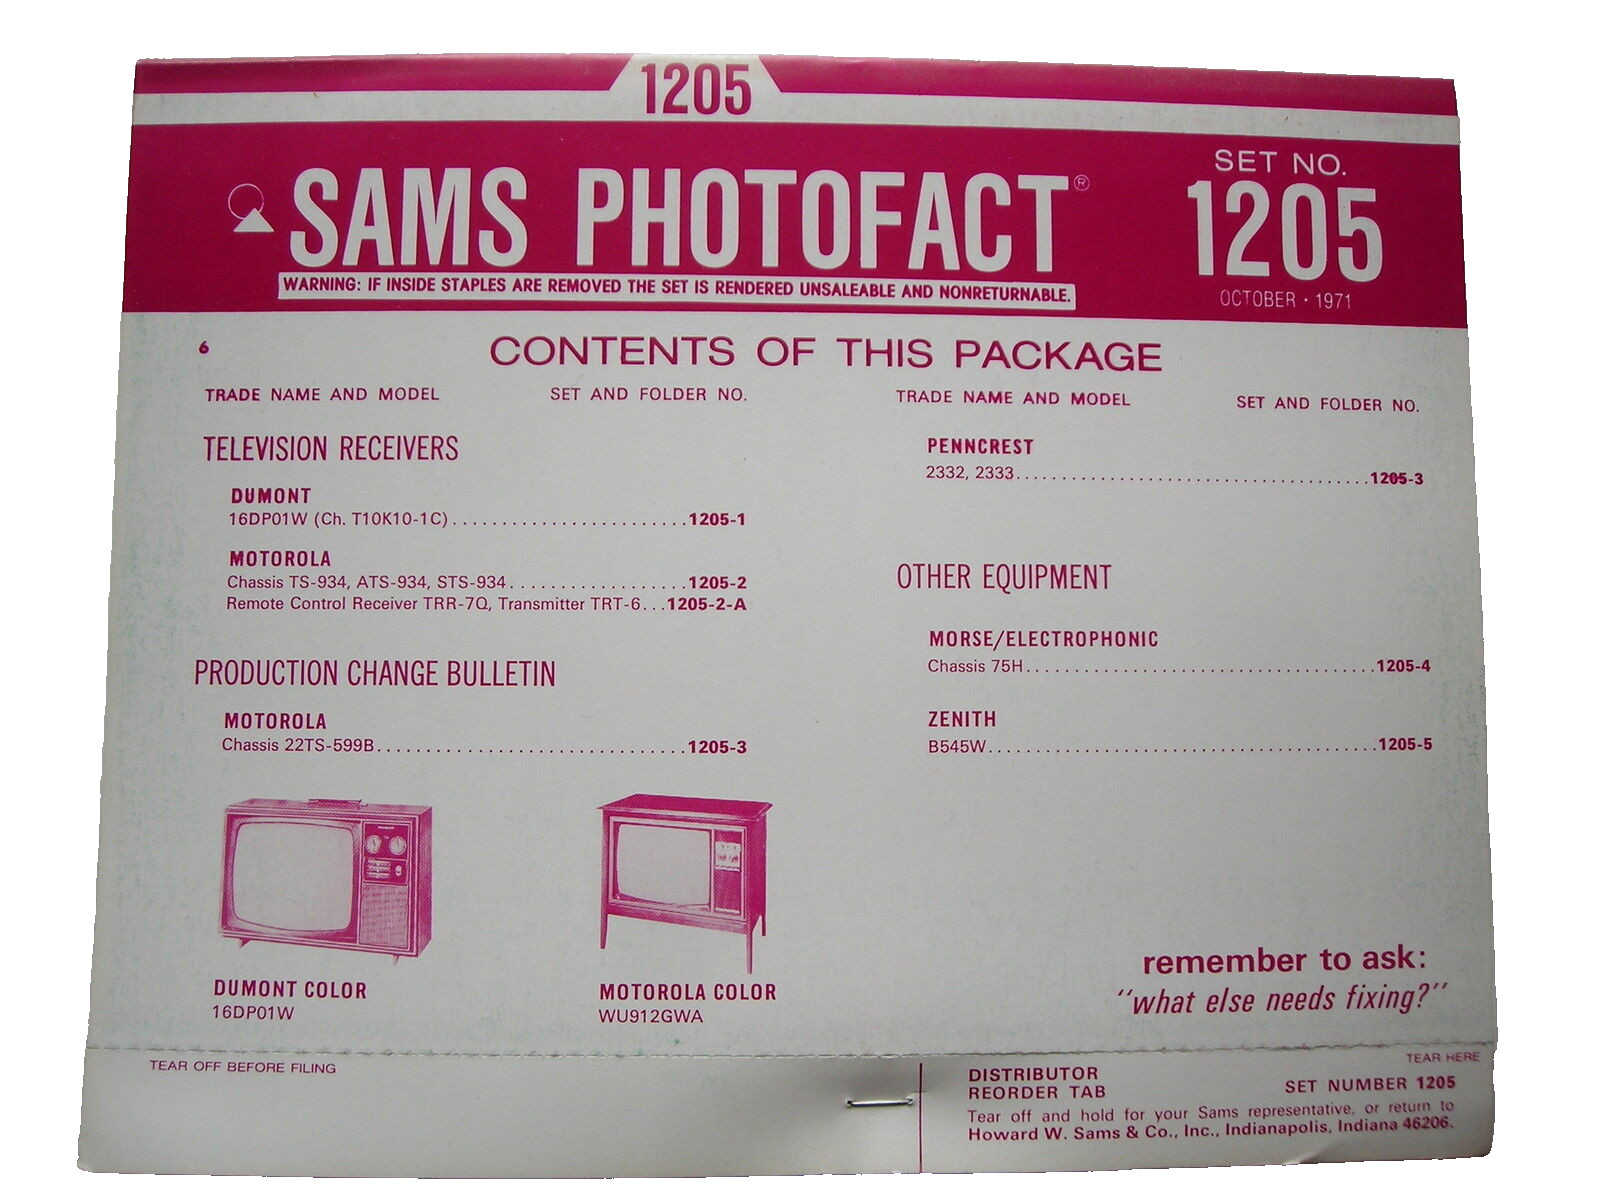 1205
SAMS PHOTOFACT®
WARNING: IF INSIDE STAPLES ARE REMOVED THE SET IS RENDERED UNSALEABLE AND NONRETURNABLE.
SET NO.
1205
OCTOBER · 1971
6
CONTENTS OF THIS PACKAGE
TRADE NAME AND MODEL SET AND FOLDER NO.
TELEVISION RECEIVERS
DUMONT
16DP01W (Ch. T10K10-1C)........................1205-1
MOTOROLA
Chassis TS-934, ATS-934, STS-934..................1205-2
Remote Control Receiver TRR-7Q, Transmitter TRT-6...1205-2-A
PRODUCTION CHANGE BULLETIN
MOTOROLA
Chassis 22TS-599B................................1205-3
DUMONT COLOR
16DP01W
MOTOROLA COLOR
WU912GWA
TRADE NAME AND MODEL SET AND FOLDER NO.
PENNCREST
2332, 2333....................................1205-3
OTHER EQUIPMENT
MORSE/ELECTROPHONIC
Chassis 75H....................................1205-4
ZENITH
B545W........................................1205-5
remember to ask:
"what else needs fixing?"
TEAR OFF BEFORE FILING
TEAR HERE
DISTRIBUTOR
REORDER TAB
SET NUMBER 1205
Tear off and hold for your Sams representative, or return to
Howard W. Sams & Co., Inc., Indianapolis, Indiana 46206.